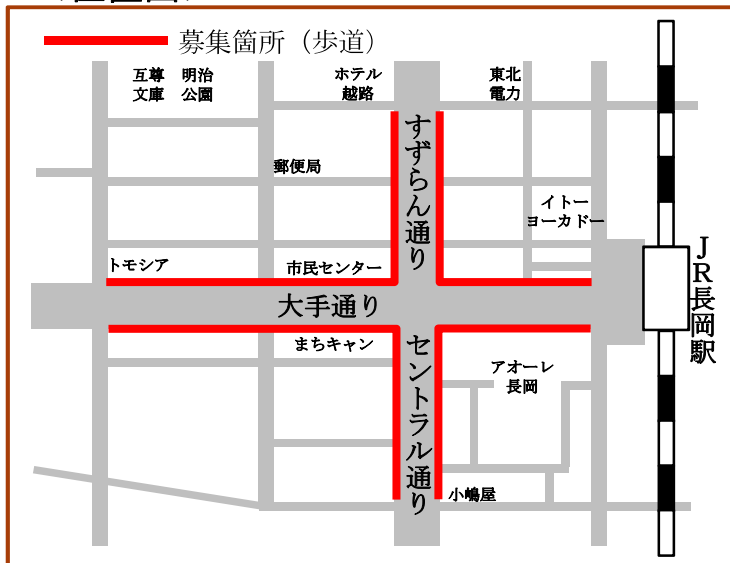 募集箇所（歩道）
互尊
文庫
明治
公園
ホテル
越路
東北
電力
すずらん通り
郵便局
イトー
ヨーカドー
トモシア
市民センター
JR長岡駅
大手通り
まちキャン
セントラル通り
アオーレ
長岡
小嶋屋